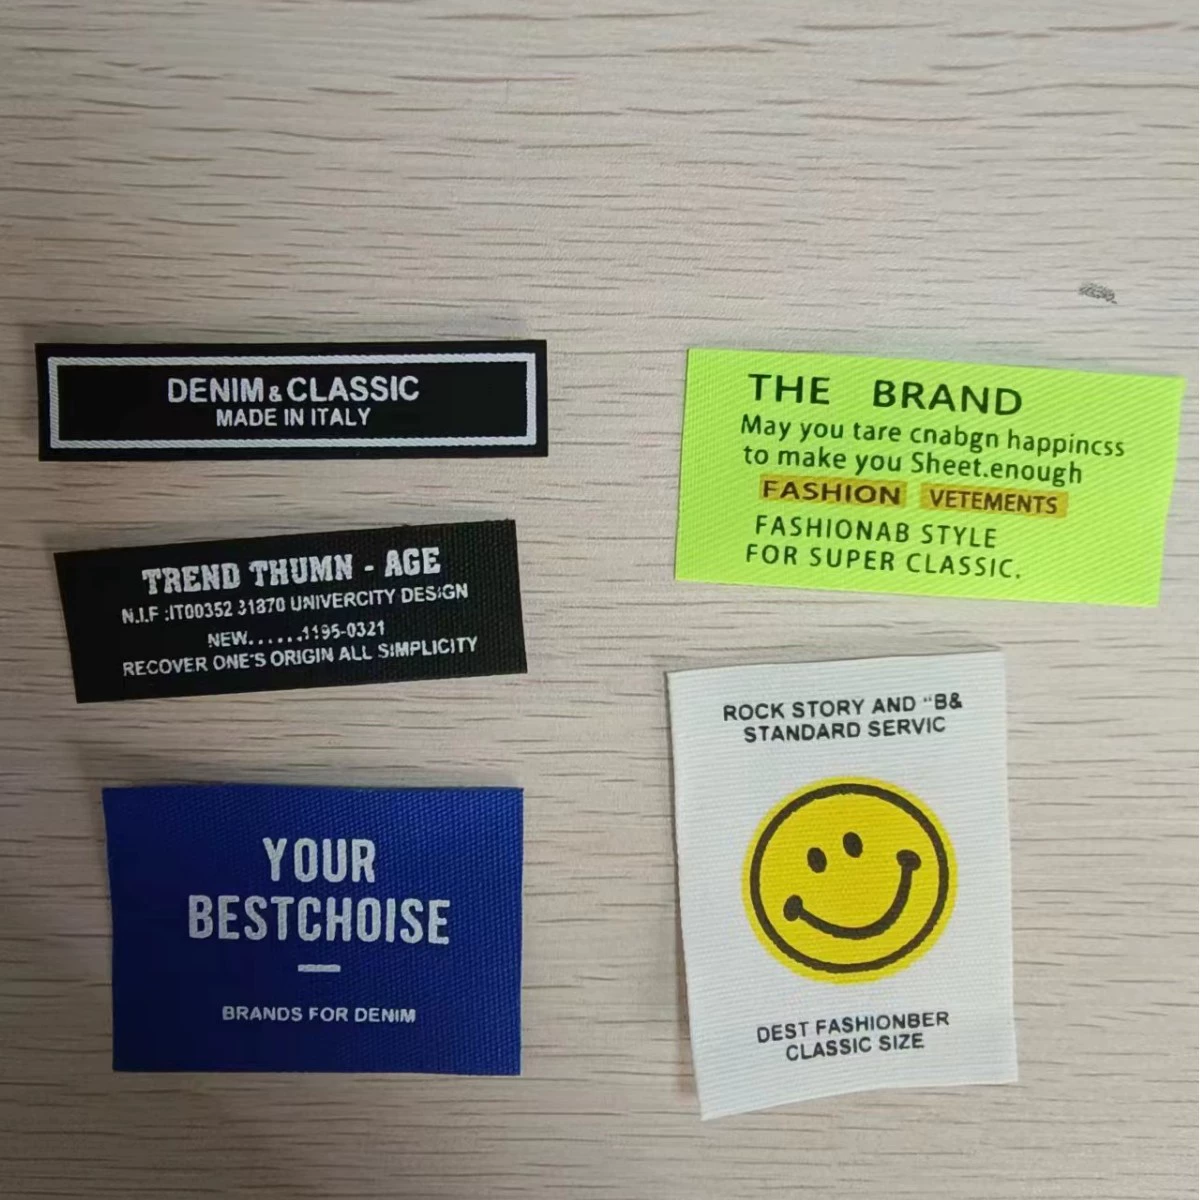 DENIM & CLASSIC
MADE IN ITALY
TREND THUMN - AGE
N.I.F :IT00352 31870 UNIVERCITY DESIGN
NEW......1195-0321
RECOVER ONE'S ORIGIN ALL SIMPLICITY
YOUR
BESTCHOISE
BRANDS FOR DENIM
THE BRAND
May you tare cnabgn happincss
to make you Sheet.enough
FASHION VETEMENTS
FASHIONAB STYLE
FOR SUPER CLASSIC.
ROCK STORY AND “B&
STANDARD SERVIC
DEST FASHIONBER
CLASSIC SIZE